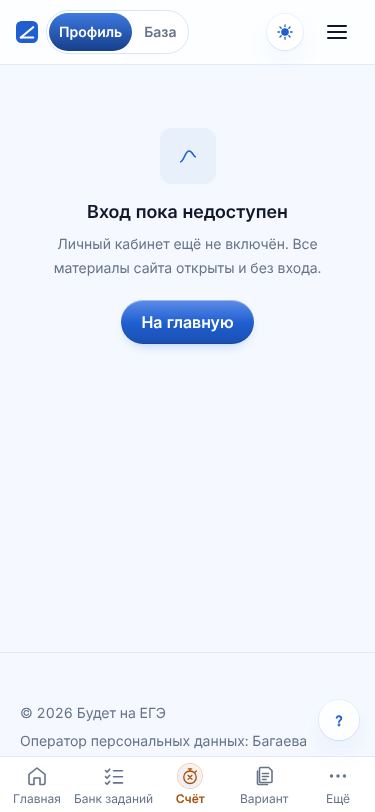 Профиль
База
Вход пока недоступен
Личный кабинет ещё не включён. Все
материалы сайта открыты и без входа.
На главную
© 2026 Будет на ЕГЭ
Оператор персональных данных: Багаева
?
Главная
Банк заданий
Счёт
Вариант
Ещё